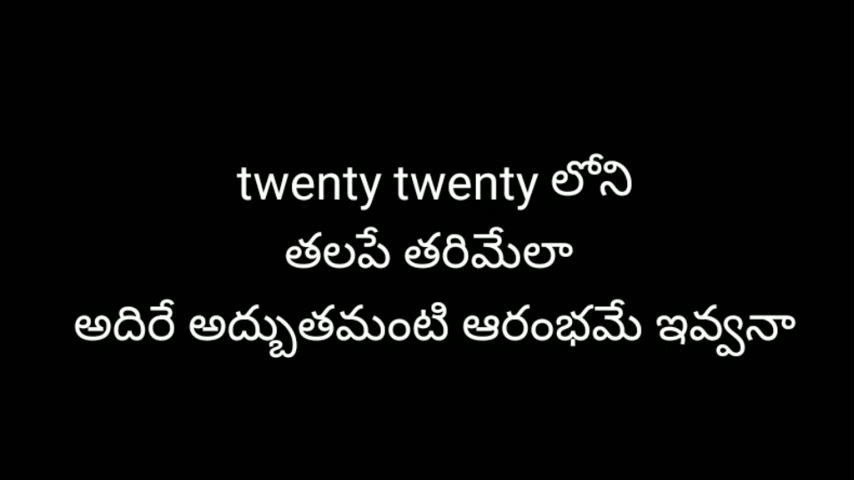 twenty twenty లోని
తలపే తరిమేలా
అదిరే అద్బుతమంటి ఆరంభమే ఇవ్వనా